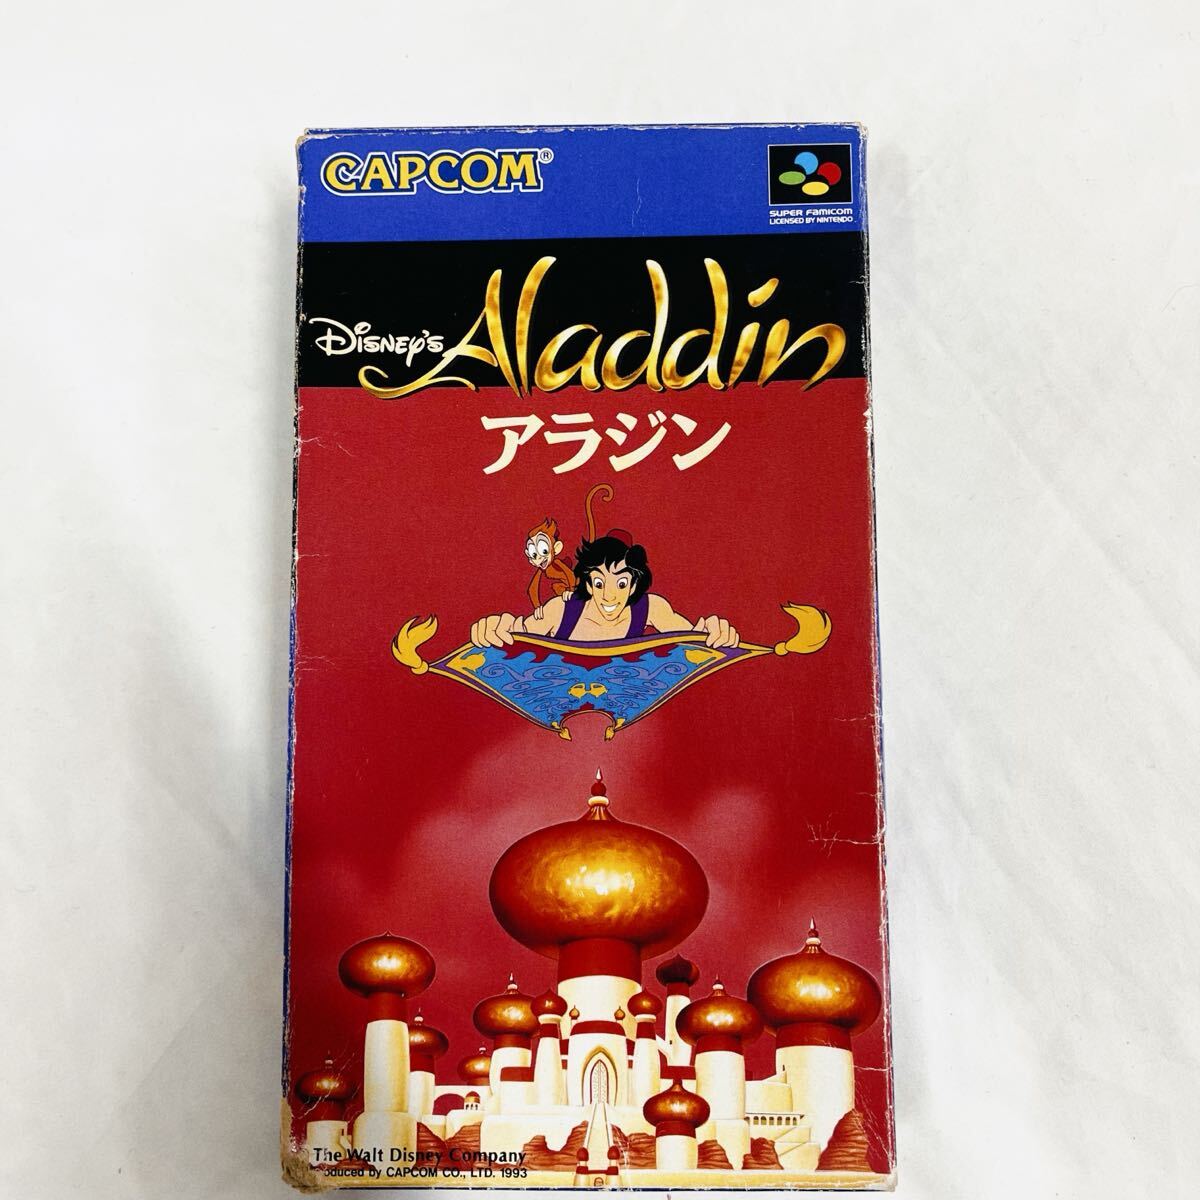 CAPCOM®
SUPER FAMICOM
LICENSED BY NINTENDO
DISNEY'S Aladdin
アラジン
The Walt Disney Company
oduced by CAPCOM CO., LTD. 1993